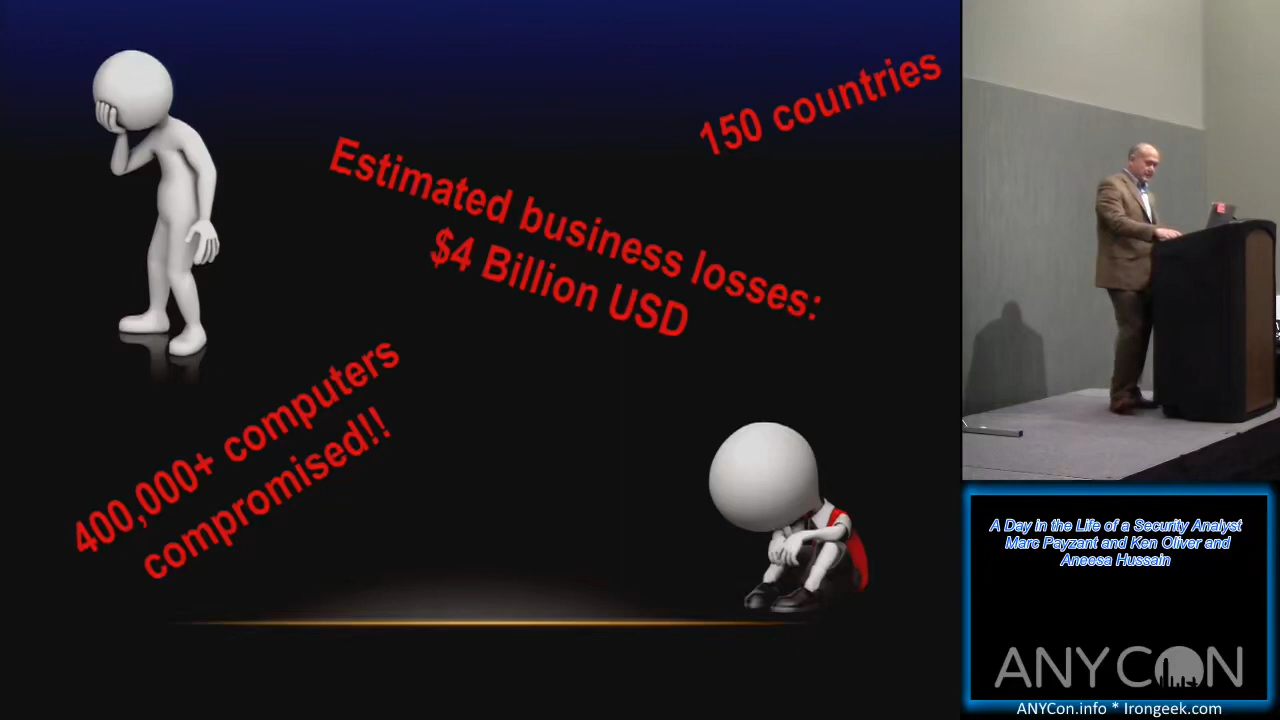 150 countries
Estimated business losses:
$4 Billion USD
400,000+ computers
compromised!!
A Day in the Life of a Security Analyst
Marc Payzant and Ken Oliver and
Aneesa Hussain
ANYCON
ANYCon.info * Irongeek.com